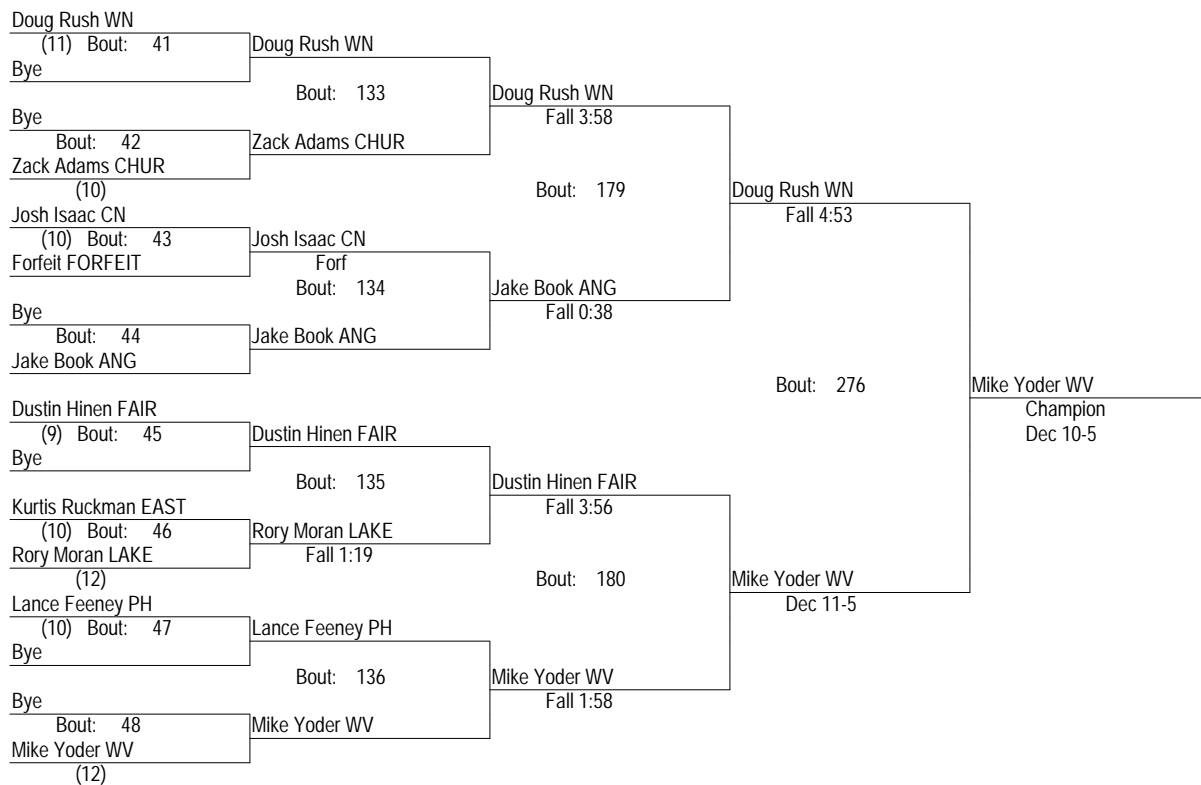 Doug Rush WN
(11) Bout: 41
Bye
Doug Rush WN
Bout: 133
Bye
Bout: 42
Zack Adams CHUR
(10)
Zack Adams CHUR
Doug Rush WN
Fall 3:58
Bout: 179
Josh Isaac CN
(10) Bout: 43
Forfeit FORFEIT
Josh Isaac CN
Forf
Bout: 134
Bye
Bout: 44
Jake Book ANG
Jake Book ANG
Jake Book ANG
Fall 0:38
Doug Rush WN
Fall 4:53
Bout: 276
Dustin Hinen FAIR
(9) Bout: 45
Bye
Dustin Hinen FAIR
Bout: 135
Kurtis Ruckman EAST
(10) Bout: 46
Rory Moran LAKE
(12)
Rory Moran LAKE
Fall 1:19
Dustin Hinen FAIR
Fall 3:56
Bout: 180
Lance Feeney PH
(10) Bout: 47
Bye
Lance Feeney PH
Bout: 136
Bye
Bout: 48
Mike Yoder WV
(12)
Mike Yoder WV
Mike Yoder WV
Fall 1:58
Mike Yoder WV
Dec 11-5
Mike Yoder WV
Champion
Dec 10-5